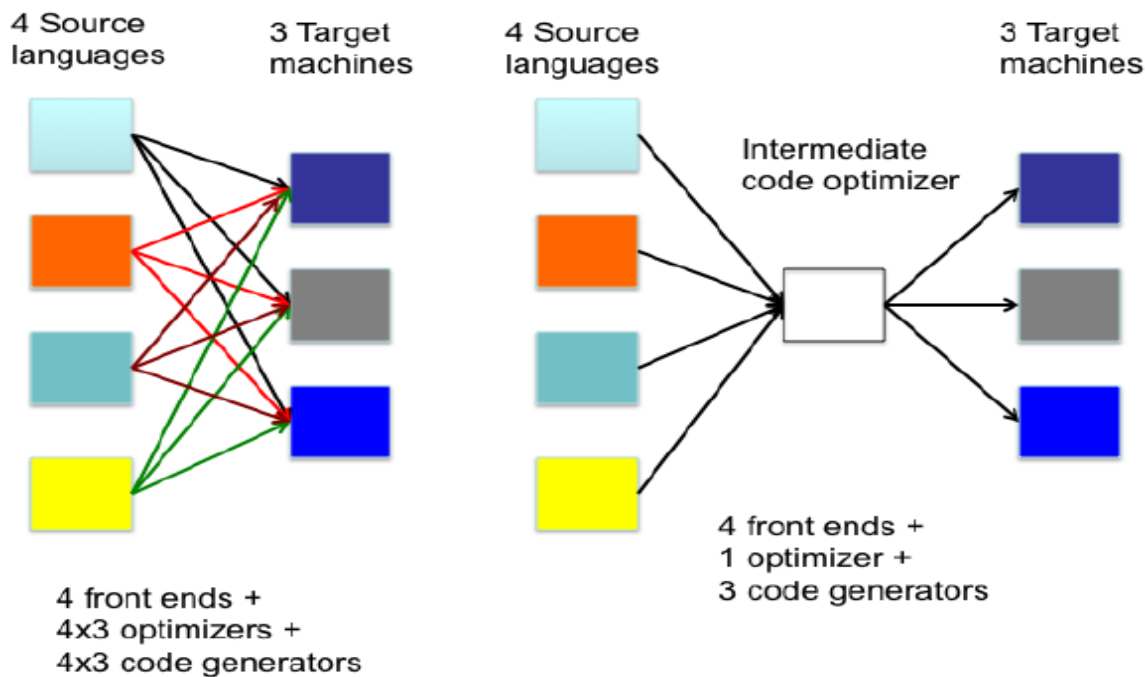 4 Source
languages
3 Target
machines
4 front ends +
4x3 optimizers +
4x3 code generators
4 Source
languages
3 Target
machines
Intermediate
code optimizer
4 front ends +
1 optimizer +
3 code generators